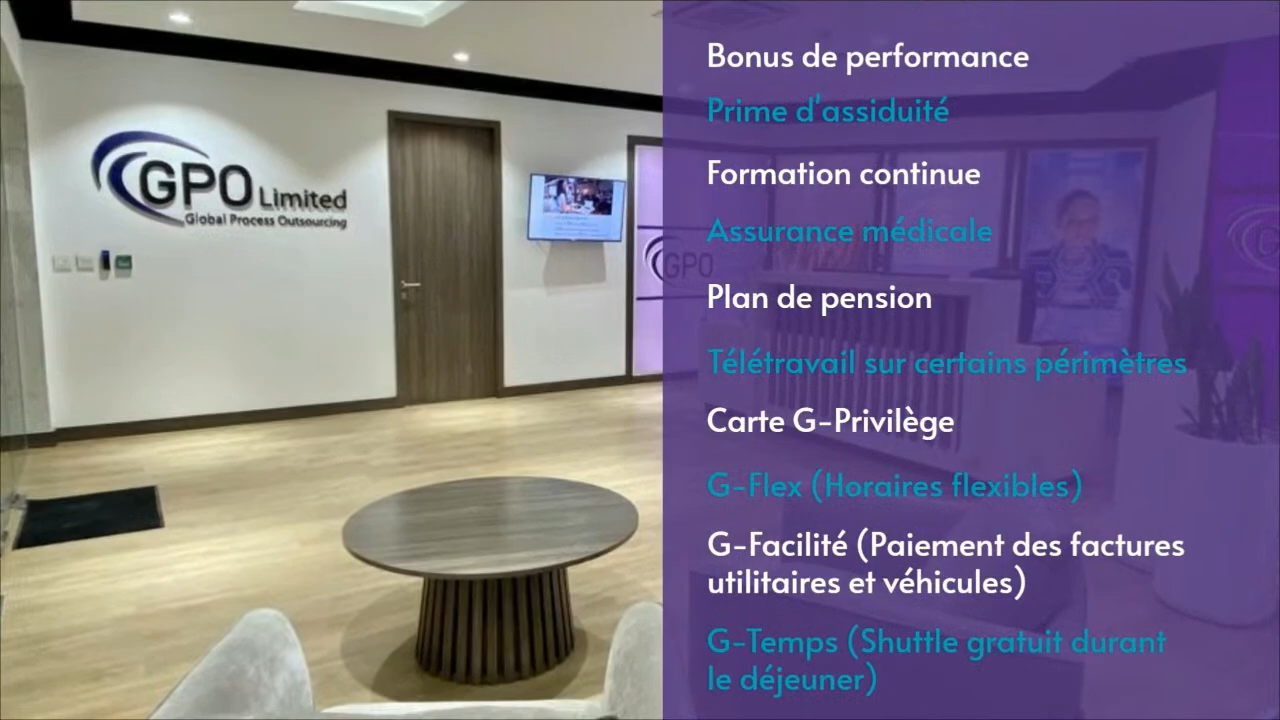 GPO Limited
Global Process Outsourcing
GPO
Bonus de performance
Prime d'assiduité
Formation continue
Assurance médicale
Plan de pension
Télétravail sur certains périmètres
Carte G-Privilège
G-Flex (Horaires flexibles)
G-Facilité (Paiement des factures
utilitaires et véhicules)
G-Temps (Shuttle gratuit durant
le déjeuner)